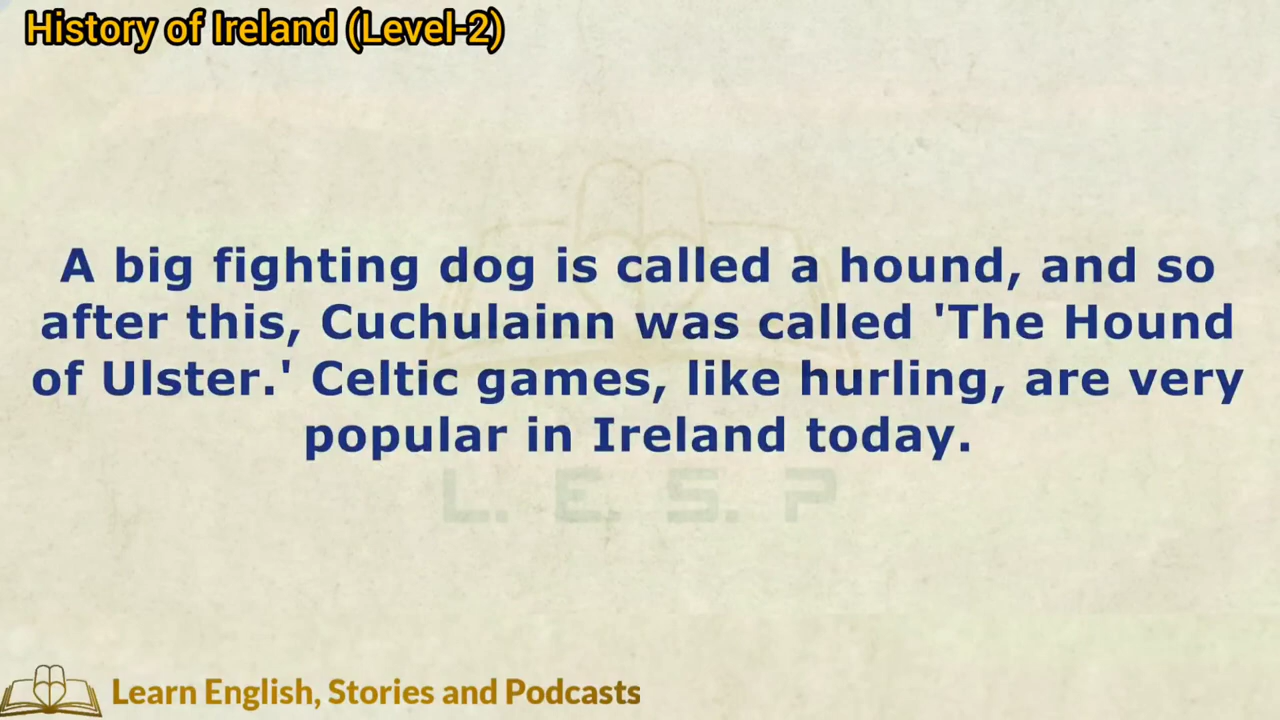 History of Ireland (Level-2)
A big fighting dog is called a hound, and so
after this, Cuchulainn was called 'The Hound
of Ulster.' Celtic games, like hurling, are very
popular in Ireland today.
L. E. S. P
Learn English, Stories and Podcasts